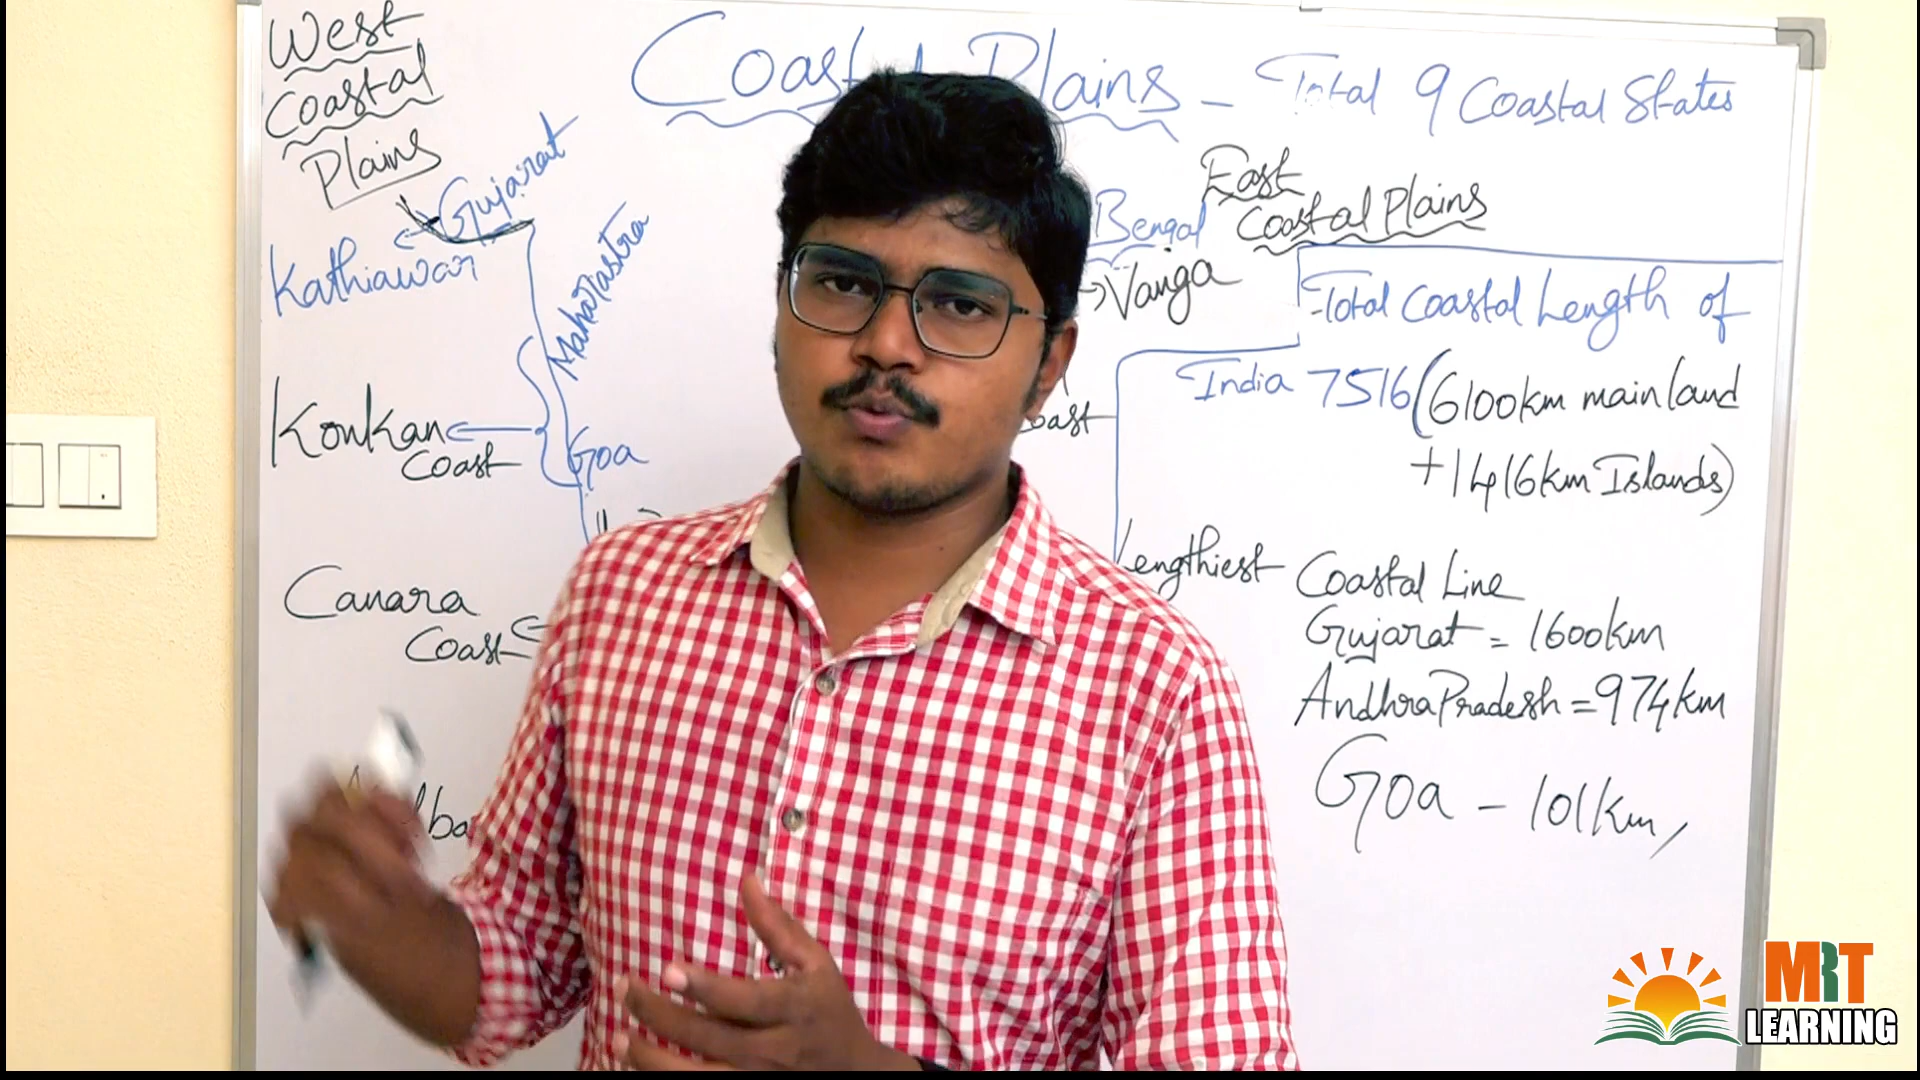 West
Coastal
Plains
Coastal Plains - Total 9 Coastal States
Gujarat
Kathiawar
Maharastra
Konkan
Coast
Goa
Canara
Coast
Bengal
East
Coastal Plains
Vanga
Coast
Total Coastal Length of
India 7516 (6100km mainland
+1416km Islands)
Lengthiest Coastal Line
Gujarat = 1600km
Andhra Pradesh = 974km
Goa - 101km,
MRT
LEARNING